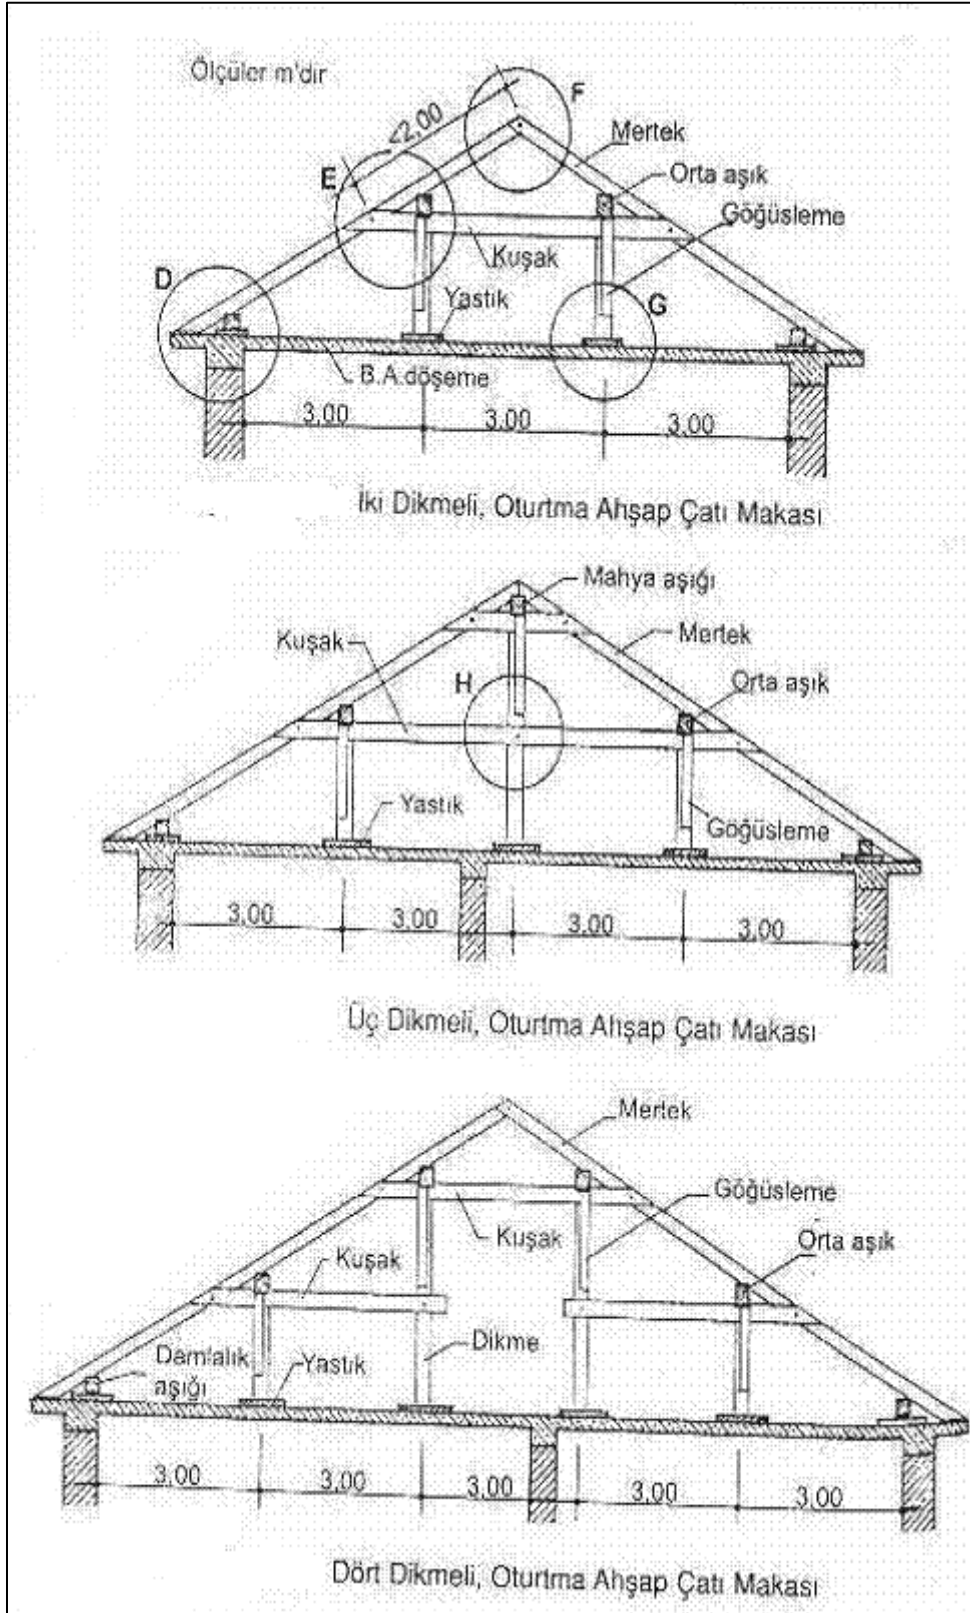 Ölçüler m'dir
<2,00
F
Mertek
E
Orta aşık
Göğüsleme
Kuşak
D
Yastık
G
B.A.döşeme
3,00 3,00 3,00
İki Dikmeli, Oturtma Ahşap Çatı Makası
Mahya aşığı
Kuşak
Mertek
H
Orta aşık
Yastık
Göğüsleme
3,00 3,00 3,00 3,00
Üç Dikmeli, Oturtma Ahşap Çatı Makası
Mertek
Göğüsleme
Kuşak
Kuşak
Orta aşık
Dikme
Damlalık
aşığı
Yastık
3,00 3,00 3,00 3,00 3,00
Dört Dikmeli, Oturtma Ahşap Çatı Makası